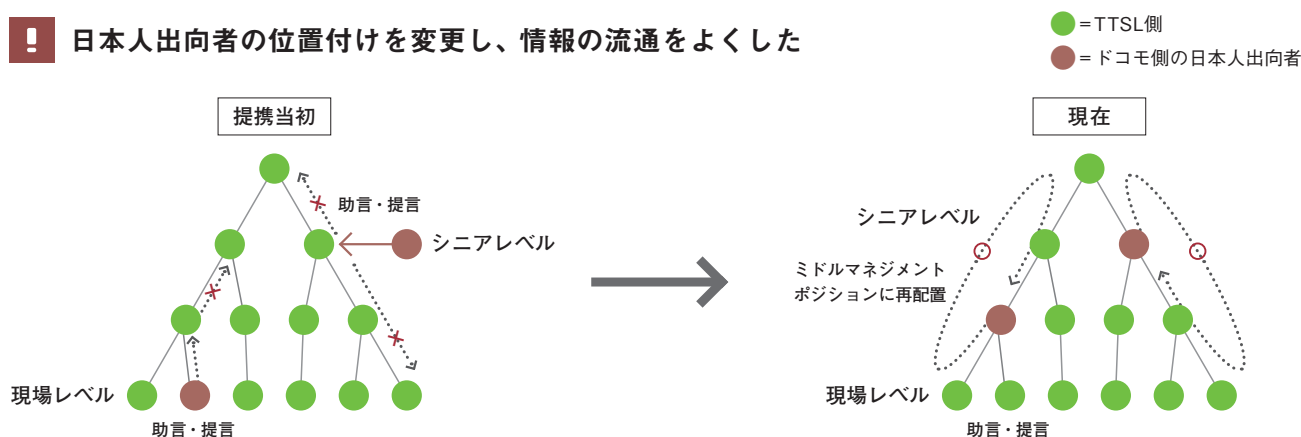 ! 日本人出向者の位置付けを変更し、情報の流通をよくした
=TTSL側
=ドコモ側の日本人出向者
提携当初
助言・提言
シニアレベル
現場レベル
助言・提言
現在
シニアレベル
ミドルマネジメント
ポジションに再配置
現場レベル
助言・提言